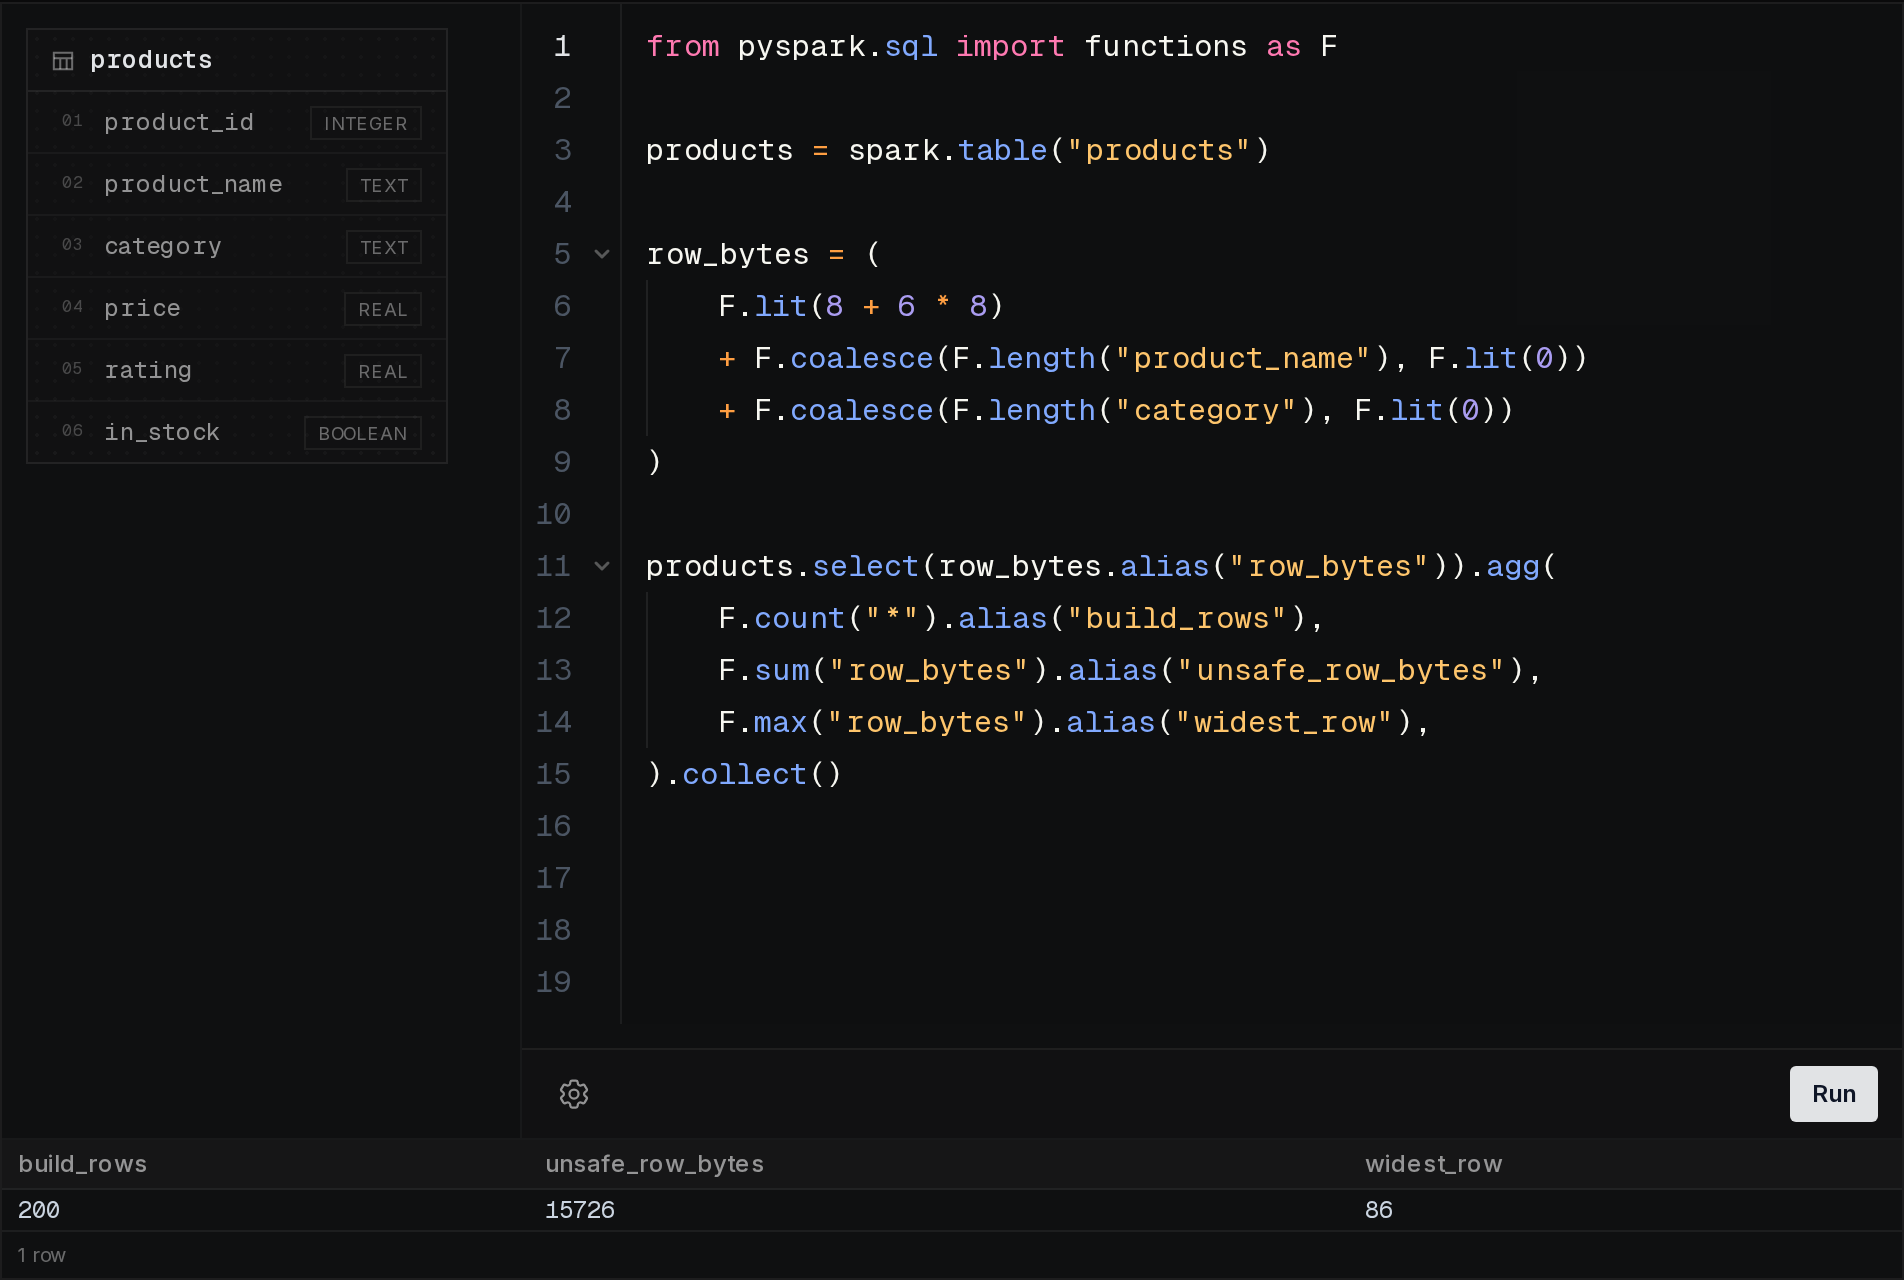 products
01 product_id INTEGER
02 product_name TEXT
03 category TEXT
04 price REAL
05 rating REAL
06 in_stock BOOLEAN
1 from pyspark.sql import functions as F
2
3 products = spark.table("products")
4
5 row_bytes = (
6     F.lit(8 + 6 * 8)
7     + F.coalesce(F.length("product_name"), F.lit(0))
8     + F.coalesce(F.length("category"), F.lit(0))
9 )
10
11 products.select(row_bytes.alias("row_bytes")).agg(
12     F.count("*").alias("build_rows"),
13     F.sum("row_bytes").alias("unsafe_row_bytes"),
14     F.max("row_bytes").alias("widest_row"),
15 ).collect()
16
17
18
19
Run
build_rows unsafe_row_bytes widest_row
200 15726 86
1 row